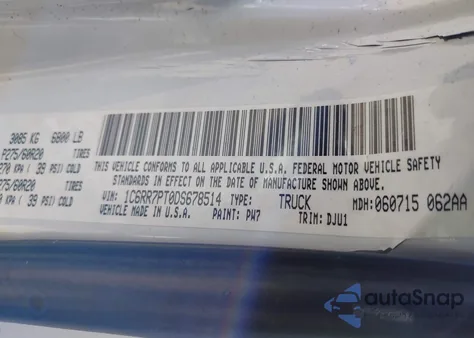 3085 KG 6800 LB
P275/60R20 TIRES
270 KPA ( 39 PSI) COLD
275/60R20 TIRES
KPA ( 39 PSI) COLD
THIS VEHICLE CONFORMS TO ALL APPLICABLE U.S.A. FEDERAL MOTOR VEHICLE SAFETY
STANDARDS IN EFFECT ON THE DATE OF MANUFACTURE SHOWN ABOVE.
VIN: 1C6RR7PT0DS678514 TYPE: TRUCK MDH: 060715 062AA
VEHICLE MADE IN U.S.A. PAINT: PW7 TRIM: DJU1
autoSnap